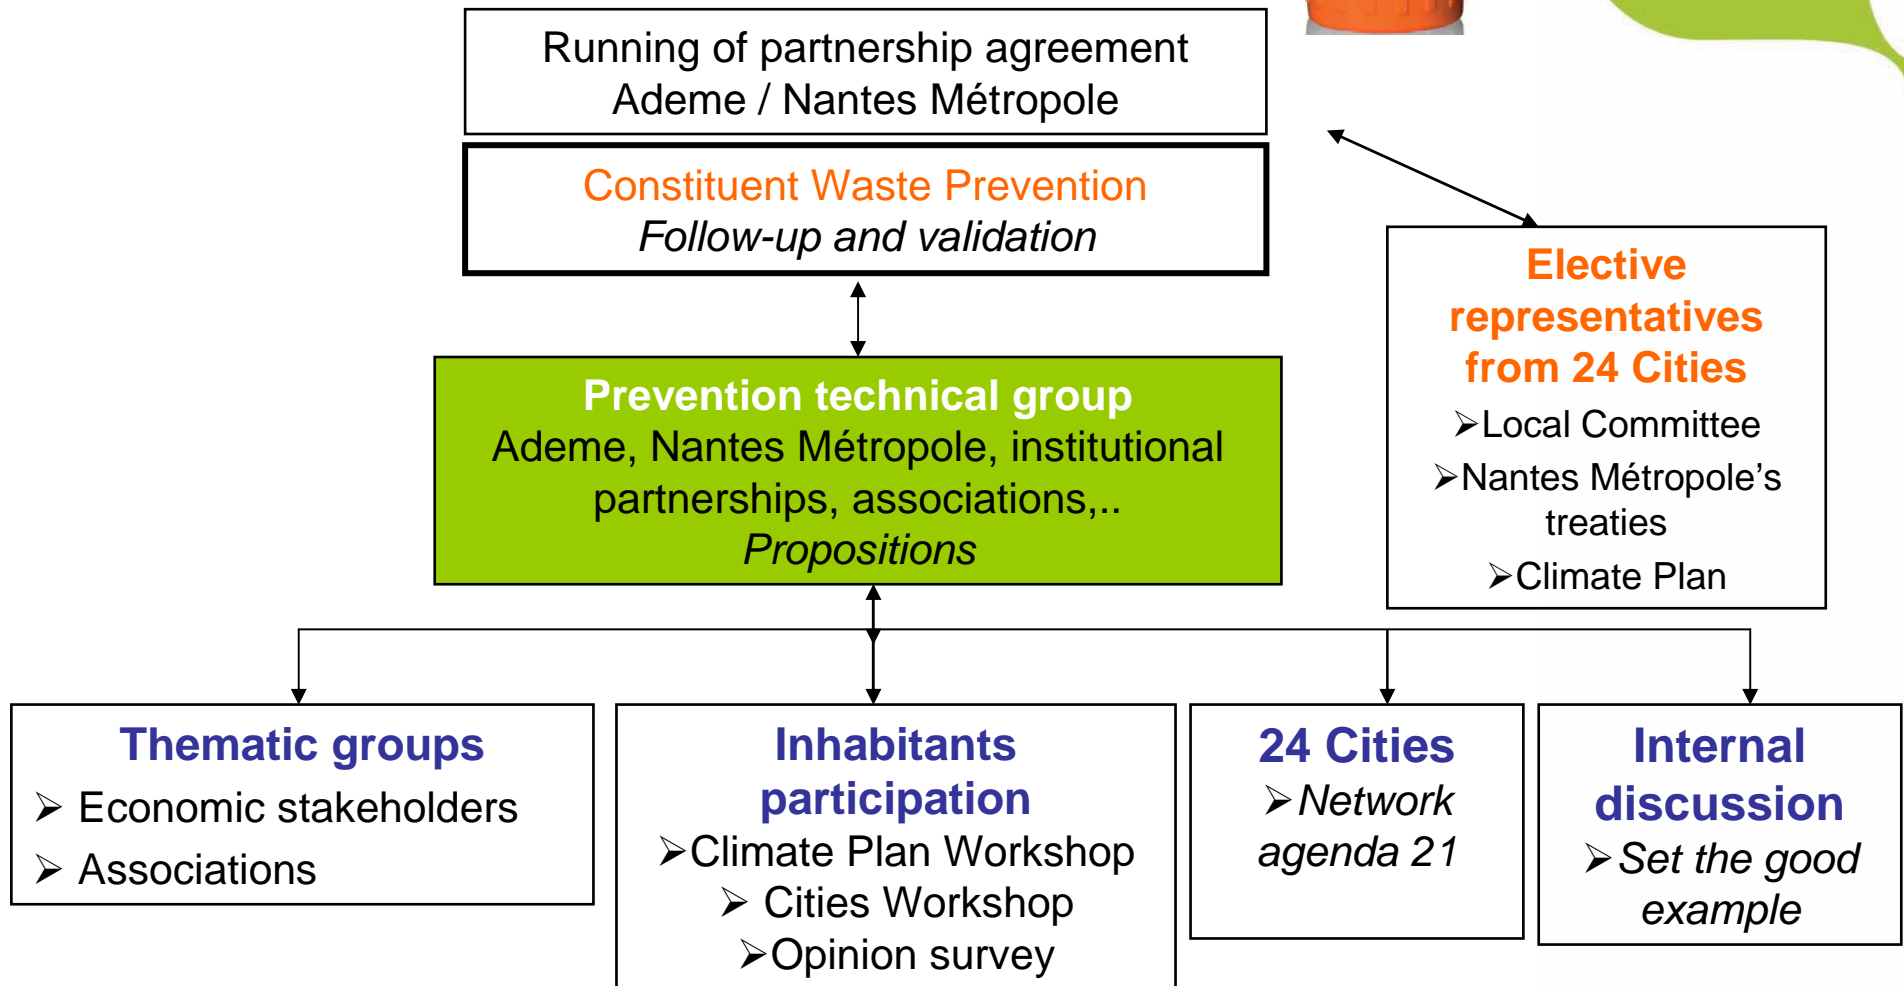 Running of partnership agreement
Ademe / Nantes Métropole
Constituent Waste Prevention
Follow-up and validation
Elective
representatives
from 24 Cities
➢Local Committee
➢Nantes Métropole’s
treaties
➢Climate Plan
Prevention technical group
Ademe, Nantes Métropole, institutional
partnerships, associations,..
Propositions
Thematic groups
➢ Economic stakeholders
➢ Associations
Inhabitants
participation
➢Climate Plan Workshop
➢ Cities Workshop
➢Opinion survey
24 Cities
➢Network
agenda 21
Internal
discussion
➢Set the good
example